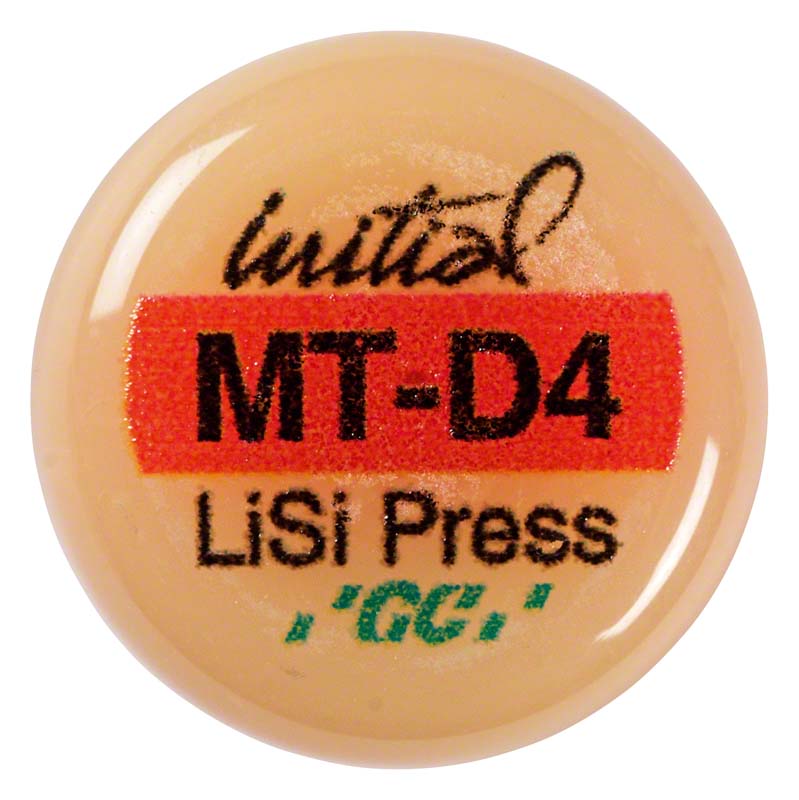 initial
MT-D4
LiSi Press
GC